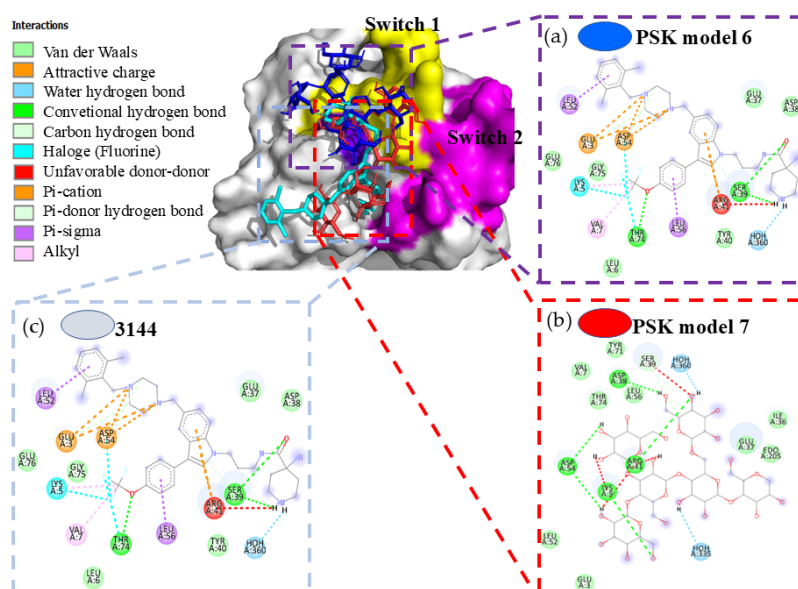 Interactions
Van der Waals
Attractive charge
Water hydrogen bond
Convetional hydrogen bond
Carbon hydrogen bond
Haloge (Fluorine)
Unfavorable donor-donor
Pi-cation
Pi-donor hydrogen bond
Pi-sigma
Alkyl
Switch 1
Switch 2
(a) PSK model 6
LEU
A:52
GLU
A:37
ASP
A:38
GLU
A:3
ASP
A:54
GLU
A:76
GLY
A:75
LYS
A:5
SER
A:39
ARG
A:41
H
H
VAL
A:7
THR
A:74
LEU
A:56
TYR
A:40
HOH
A:360
LEU
A:6
(c) 3144
LEU
A:52
GLU
A:37
ASP
A:38
GLU
A:3
ASP
A:54
GLU
A:76
GLY
A:75
LYS
A:5
SER
A:39
ARG
A:41
H
VAL
A:7
THR
A:74
LEU
A:56
TYR
A:40
HOH
A:360
LEU
A:6
(b) PSK model 7
TYR
A:71
SER
A:39
HOH
A:360
VAL
A:7
ASP
A:38
LEU
A:56
THR
A:74
H
H
ILE
A:36
GLU
A:37
EDO
A:205
ASP
A:54
ARG
A:41
LYS
A:5
H
H
H
H
LEU
A:52
HOH
A:335
GLU
A:3